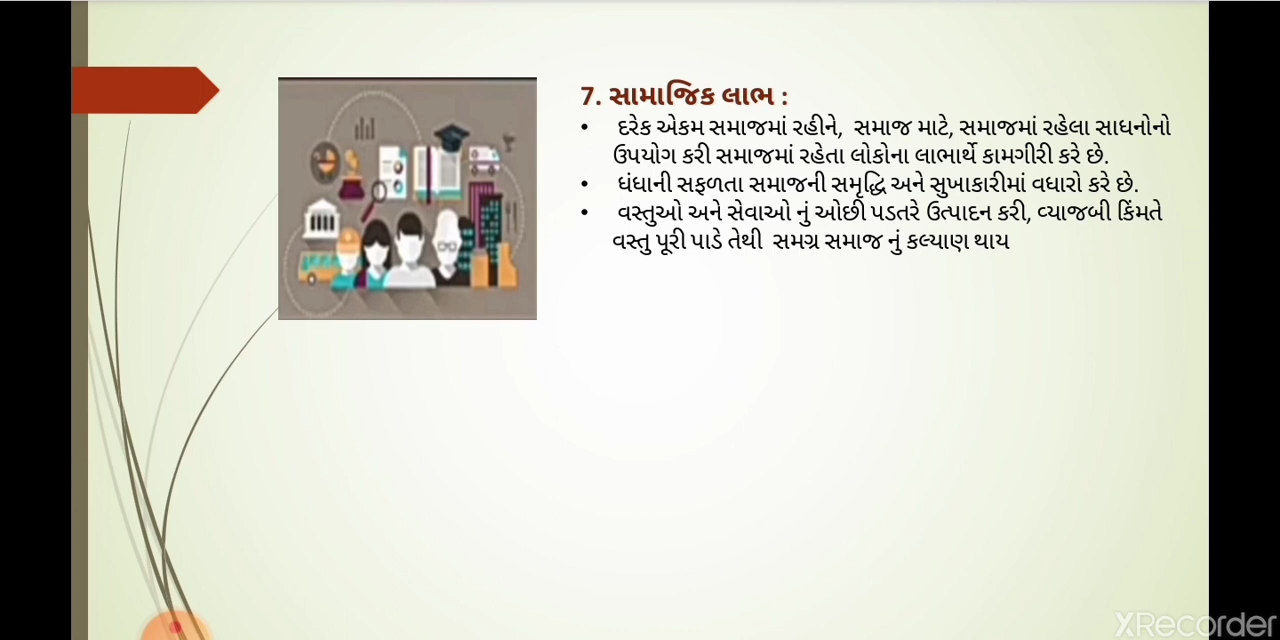 7. સામાજિક લાભ :
• દરેક એકમ સમાજમાં રહીને, સમાજ માટે, સમાજમાં રહેલા સાધનોનો
ઉપયોગ કરી સમાજમાં રહેતા લોકોના લાભાર્થે કામગીરી કરે છે.
• ધંધાની સફળતા સમાજની સમૃદ્ધિ અને સુખાકારીમાં વધારો કરે છે.
• વસ્તુઓ અને સેવાઓ નું ઓછી પડતરે ઉત્પાદન કરી, વ્યાજબી કિંમતે
વસ્તુ પૂરી પાડે તેથી સમગ્ર સમાજ નું કલ્યાણ થાય
XRecorder